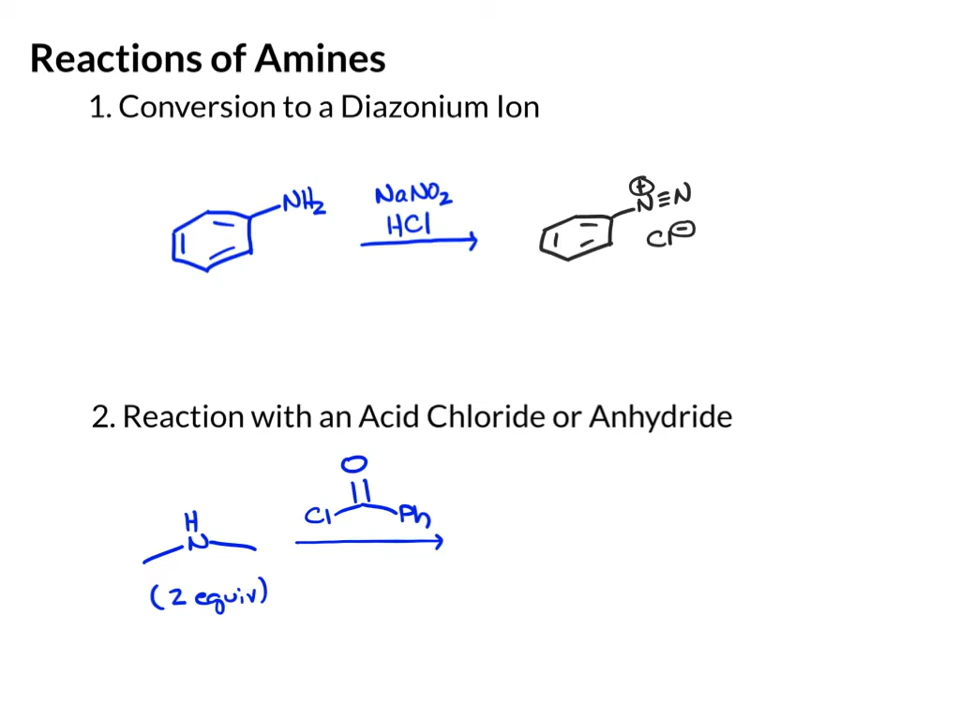 Reactions of Amines
1. Conversion to a Diazonium Ion
NH2 NaNO2 ⊕
HCl N≡N
Cl⊖
2. Reaction with an Acid Chloride or Anhydride
O
H Cl Ph
N
(2 equiv)